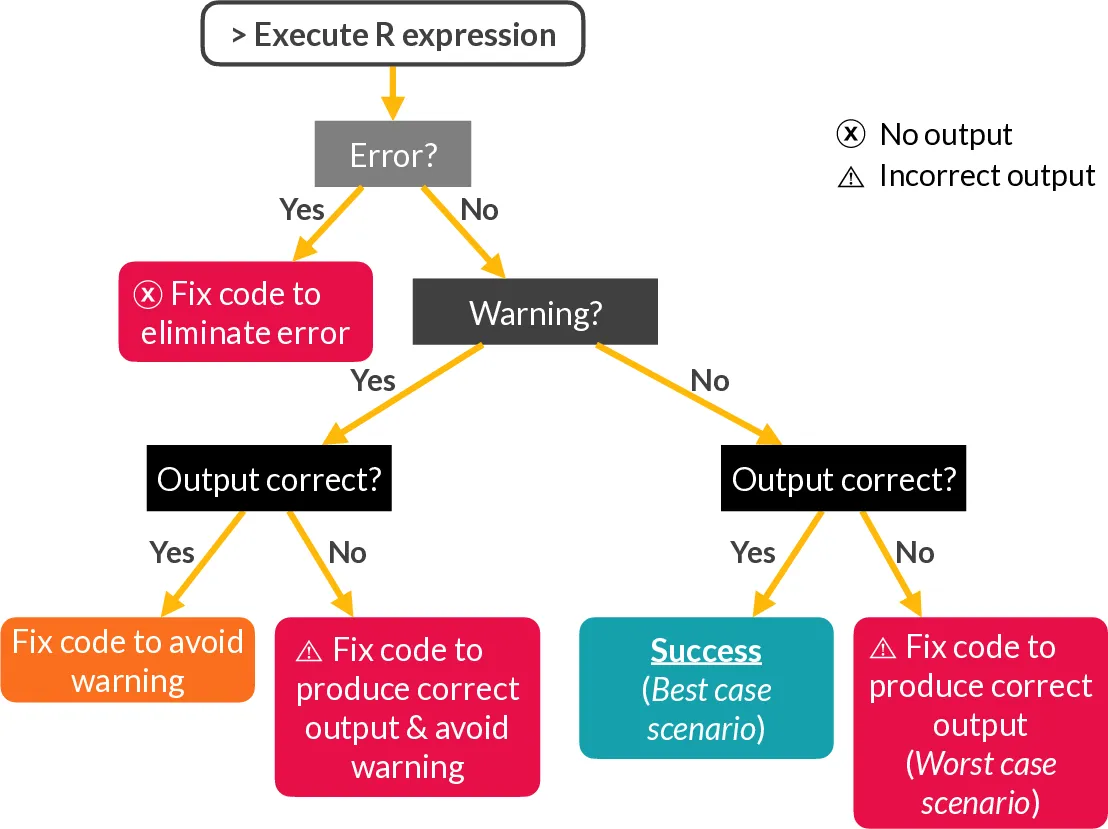 > Execute R expression
Error?
ⓧ No output
⚠ Incorrect output
Yes
No
ⓧ Fix code to
eliminate error
Warning?
Yes
No
Output correct?
Output correct?
Yes
No
Yes
No
Fix code to avoid
warning
⚠ Fix code to
produce correct
output & avoid
warning
Success
(Best case
scenario)
⚠ Fix code to
produce correct
output
(Worst case
scenario)